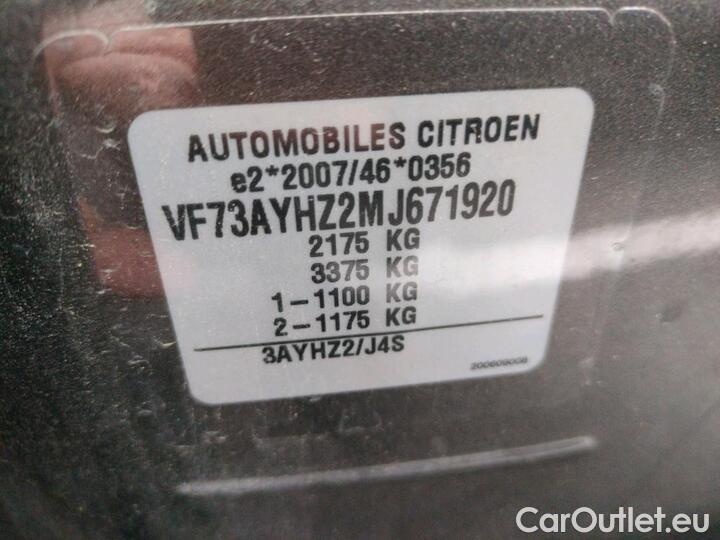 AUTOMOBILES CITROEN
e2*2007/46*0356
VF73AYHZ2MJ671920
2175 KG
3375 KG
1-1100 KG
2-1175 KG
3AYHZ2/J4S
200609008
CarOutlet.eu